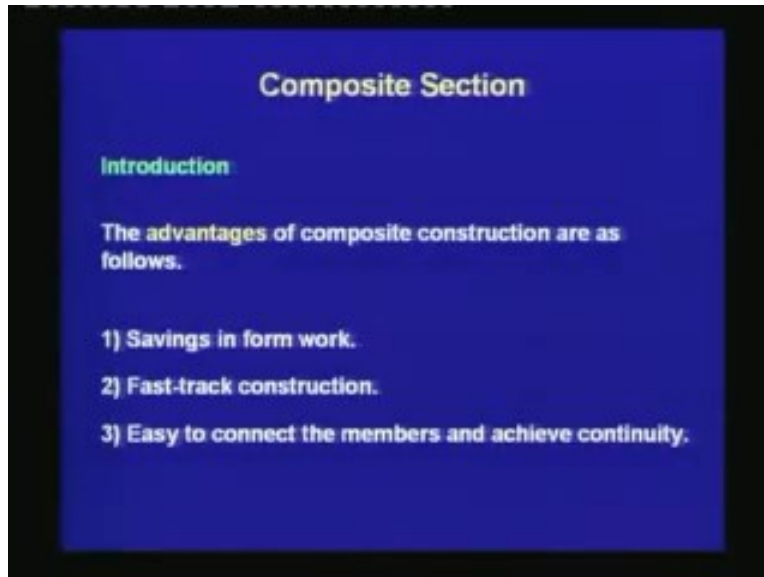 Composite Section
Introduction
The advantages of composite construction are as
follows.
1) Savings in form work.
2) Fast-track construction.
3) Easy to connect the members and achieve continuity.